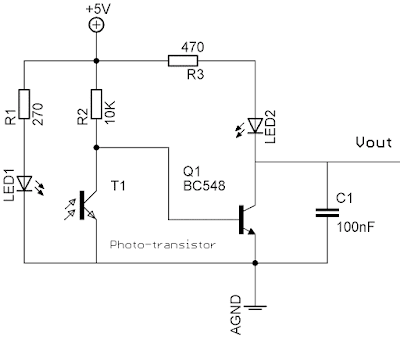 +5V
470
R3
R1
270
R2
10K
LED2
Vout
LED1
T1
Q1
BC548
C1
100nF
Photo-transistor
AGND